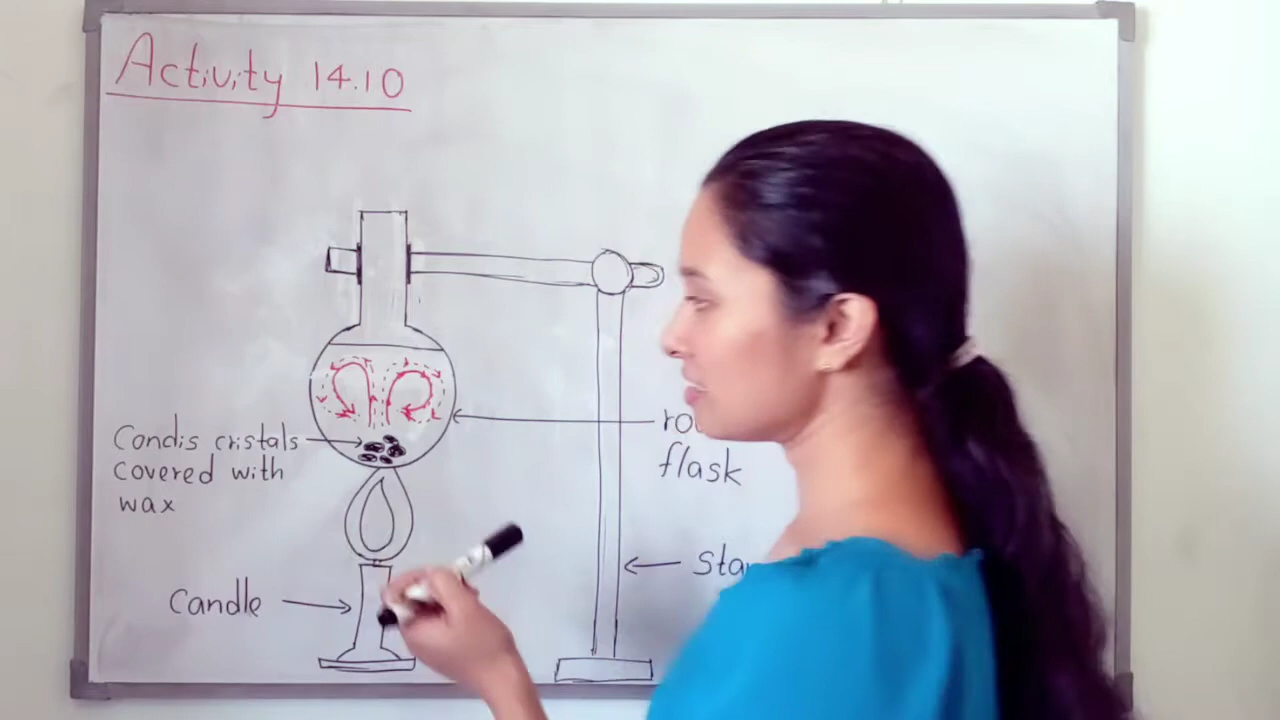 Activity 14.10
Condis cristals
covered with
wax
flask
Candle